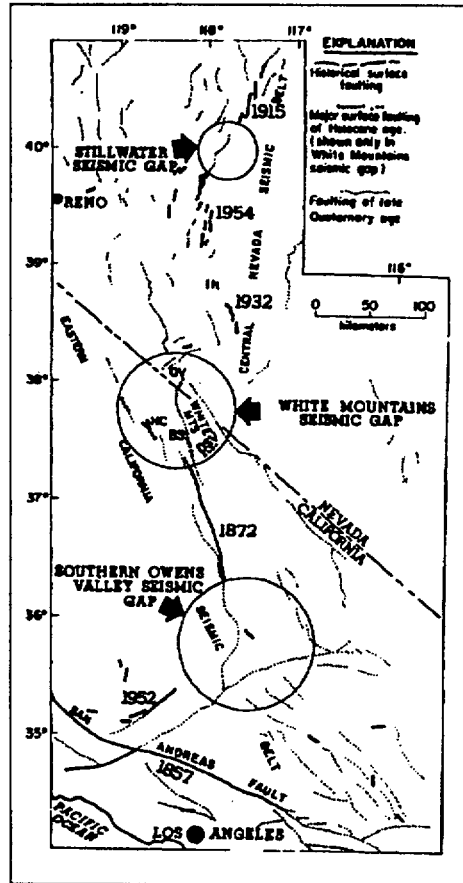 119° 118° 117°
EXPLANATION
Historical surface
faulting
Major surface faulting
of Holocene age.
(shown only in
White Mountains
seismic gap)
Faulting of late
Quaternary age
BELT
1915
40°
STILLWATER
SEISMIC GAP
SEISMIC
RENO
1954
NEVADA
39°
116°
1932
0 50 100
kilometers
CENTRAL
EASTERN
38°
WHITE
MTS
WHITE MOUNTAINS
SEISMIC GAP
CALIFORNIA
37°
NEVADA
CALIFORNIA
1872
SOUTHERN OWENS
VALLEY SEISMIC
GAP
36°
SEISMIC
1952
SAN
35°
ANDREAS
FAULT
BELT
1857
PACIFIC
OCEAN
LOS ANGELES